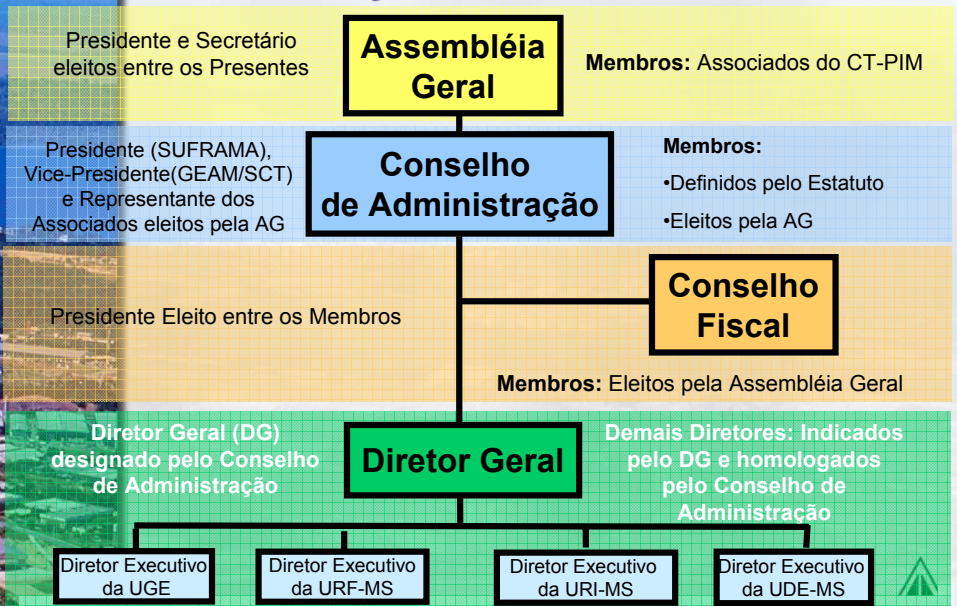 Presidente e Secretário
eleitos entre os Presentes
Assembléia
Geral
Membros: Associados do CT-PIM
Presidente (SUFRAMA),
Vice-Presidente(GEAM/SCT)
e Representante dos
Associados eleitos pela AG
Conselho
de Administração
Membros:
•Definidos pelo Estatuto
•Eleitos pela AG
Presidente Eleito entre os Membros
Conselho
Fiscal
Membros: Eleitos pela Assembléia Geral
Diretor Geral (DG)
designado pelo Conselho
de Administração
Diretor Geral
Demais Diretores: Indicados
pelo DG e homologados
pelo Conselho de
Administração
Diretor Executivo
da UGE
Diretor Executivo
da URF-MS
Diretor Executivo
da URI-MS
Diretor Executivo
da UDE-MS